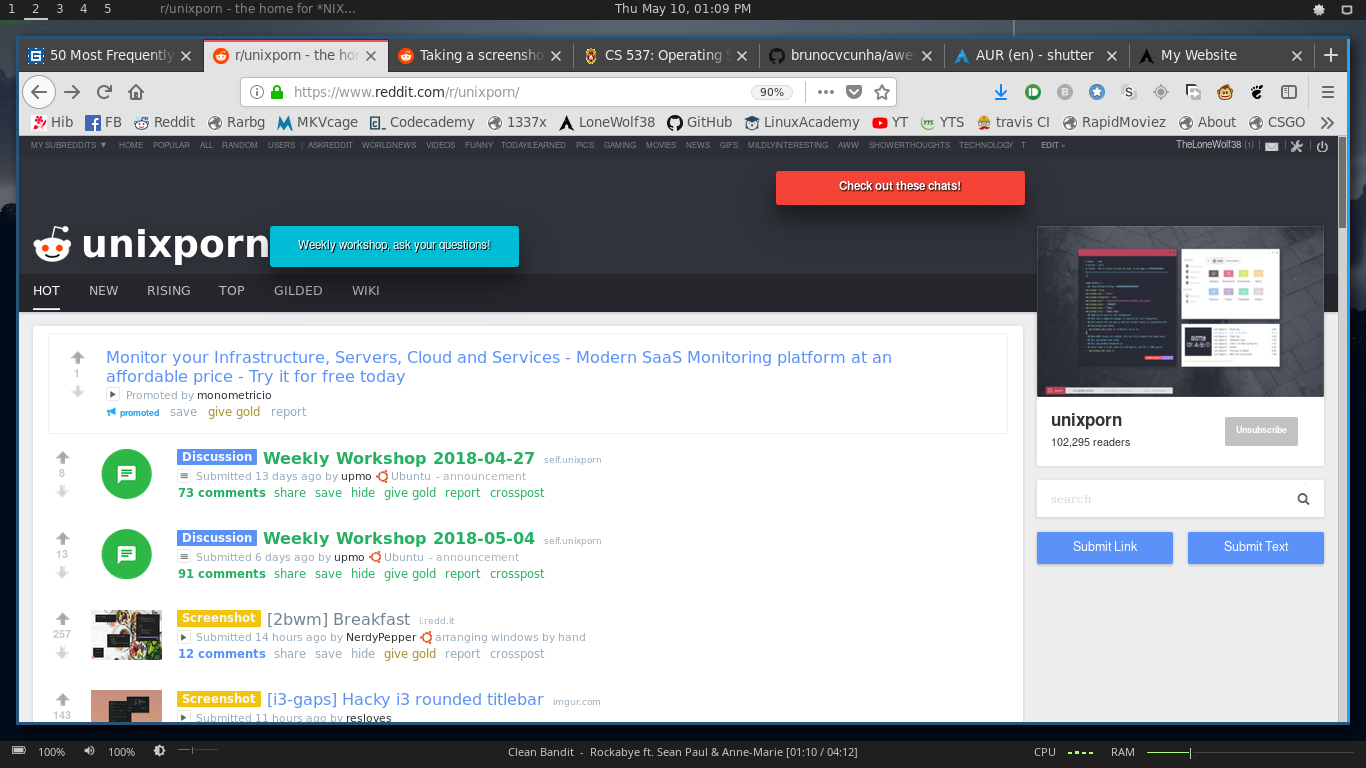 1 2 3 4 5 r/unixporn - the home for *NIX... Thu May 10, 01:09 PM
50 Most Frequently r/unixporn - the hor Taking a screensho CS 537: Operating S brunocvcunha/awe AUR (en) - shutter My Website
https://www.reddit.com/r/unixporn/ 90%
Hib FB Reddit Rarbg MKVcage Codecademy 1337x LoneWolf38 GitHub LinuxAcademy YT YTS travis CI RapidMoviez About CSGO
MY SUBREDDITS ▼ HOME POPULAR ALL RANDOM USERS | ASKREDDIT WORLDNEWS VIDEOS FUNNY TODAYILEARNED PICS GAMING MOVIES NEWS GIFS MILDLYINTERESTING AWW SHOWERTHOUGHTS TECHNOLOGY T EDIT » TheLoneWolf38 (1)
Check out these chats!
unixporn Weekly workshop, ask your questions!
HOT NEW RISING TOP GILDED WIKI
Monitor your Infrastructure, Servers, Cloud and Services - Modern SaaS Monitoring platform at an
affordable price - Try it for free today
1
Promoted by monometricio
promoted save give gold report
Discussion Weekly Workshop 2018-04-27 self.unixporn
8 Submitted 13 days ago by upmo Ubuntu - announcement
73 comments share save hide give gold report crosspost
Discussion Weekly Workshop 2018-05-04 self.unixporn
13 Submitted 6 days ago by upmo Ubuntu - announcement
91 comments share save hide give gold report crosspost
Screenshot [2bwm] Breakfast i.redd.it
257 Submitted 14 hours ago by NerdyPepper arranging windows by hand
12 comments share save hide give gold report crosspost
Screenshot [i3-gaps] Hacky i3 rounded titlebar imgur.com
143 Submitted 11 hours ago by resloves
unixporn
102,295 readers
Unsubscribe
search
Submit Link Submit Text
100% 100% Clean Bandit - Rockabye ft. Sean Paul & Anne-Marie [01:10 / 04:12] CPU RAM